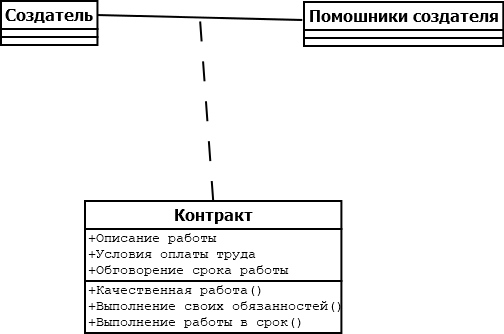 Создатель
Помошники создателя
Контракт
+Описание работы
+Условия оплаты труда
+Обговорение срока работы
+Качественная работа()
+Выполнение своих обязанностей()
+Выполнение работы в срок()